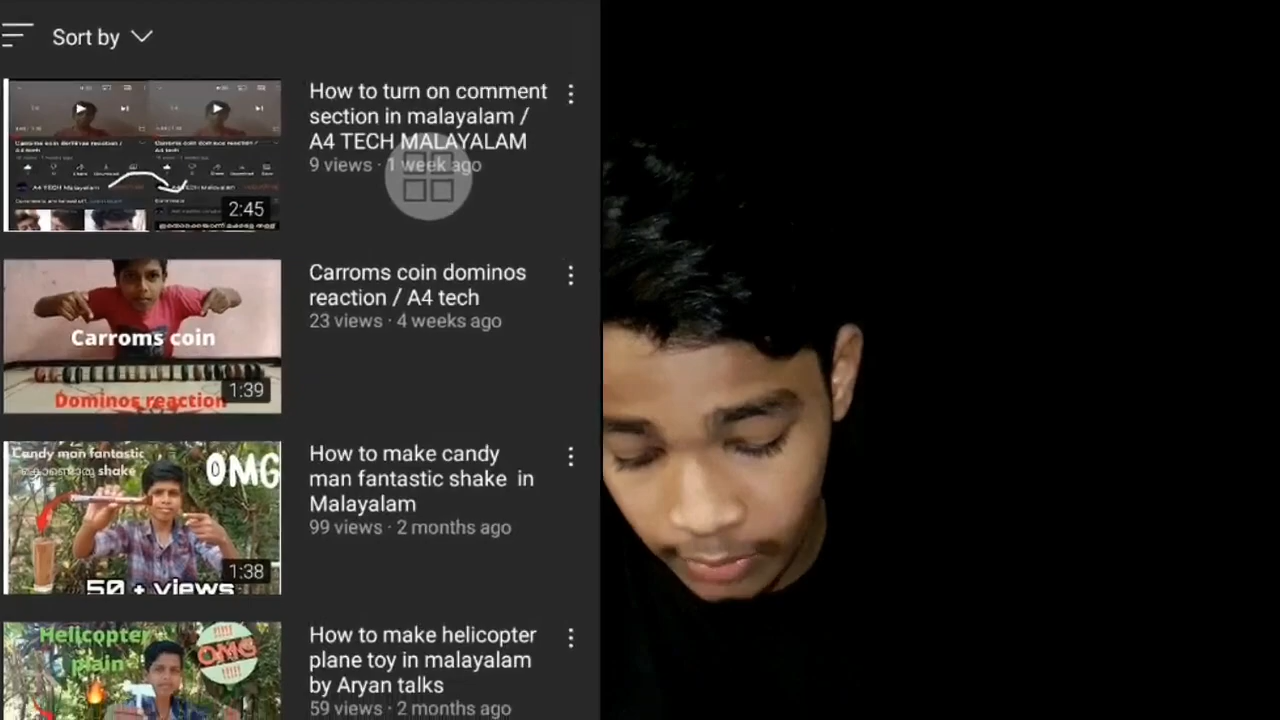 Sort by
How to turn on comment
section in malayalam /
A4 TECH MALAYALAM
9 views · 1 week ago
2:45
Carroms coin dominos
reaction / A4 tech
23 views · 4 weeks ago
Carroms coin
Dominos reaction
1:39
How to make candy
man fantastic shake in
Malayalam
99 views · 2 months ago
Candy man fantastic
shake
OMG
50 + views
1:38
How to make helicopter
plane toy in malayalam
by Aryan talks
59 views · 2 months ago
Helicopter
plain
OMG